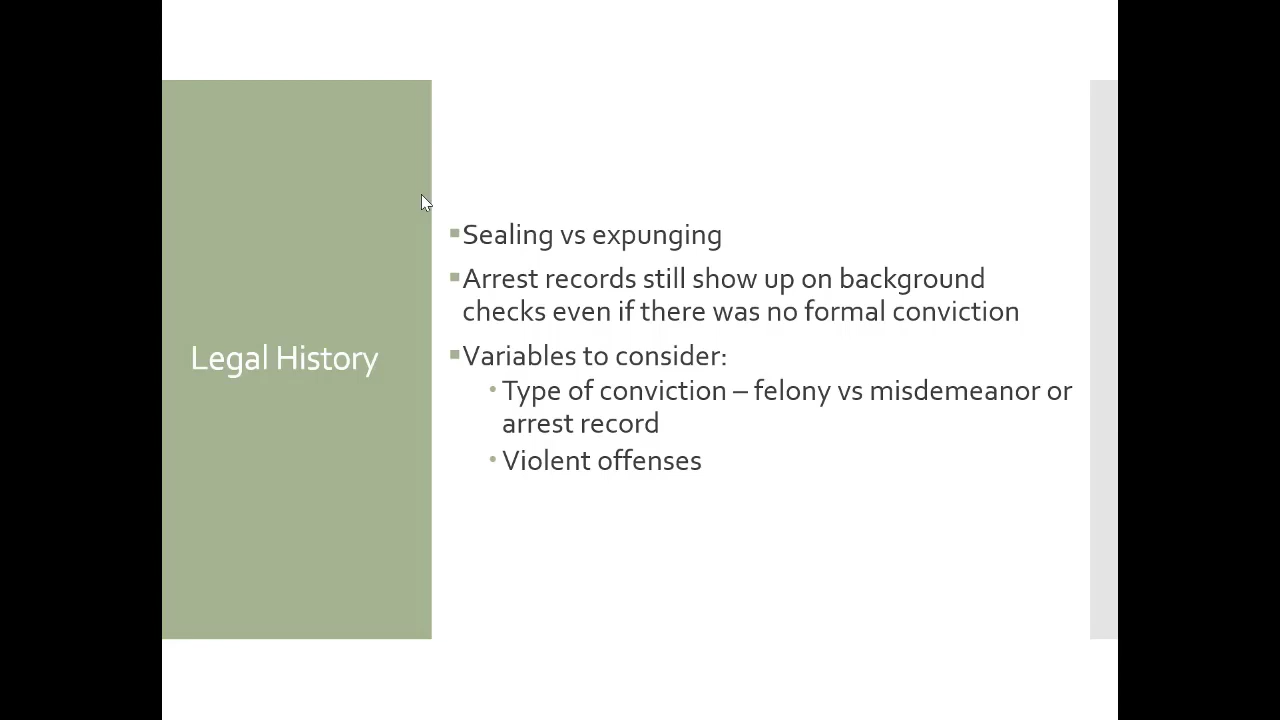 Legal History
▪Sealing vs expunging
▪Arrest records still show up on background
checks even if there was no formal conviction
▪Variables to consider:
•Type of conviction – felony vs misdemeanor or
arrest record
•Violent offenses